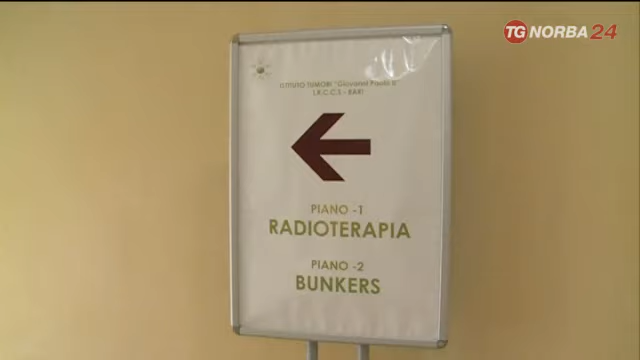 TG NORBA 24
ISTITUTO TUMORI "Giovanni Paolo II"
I.R.C.C.S - BARI
PIANO -1
RADIOTERAPIA
PIANO -2
BUNKERS